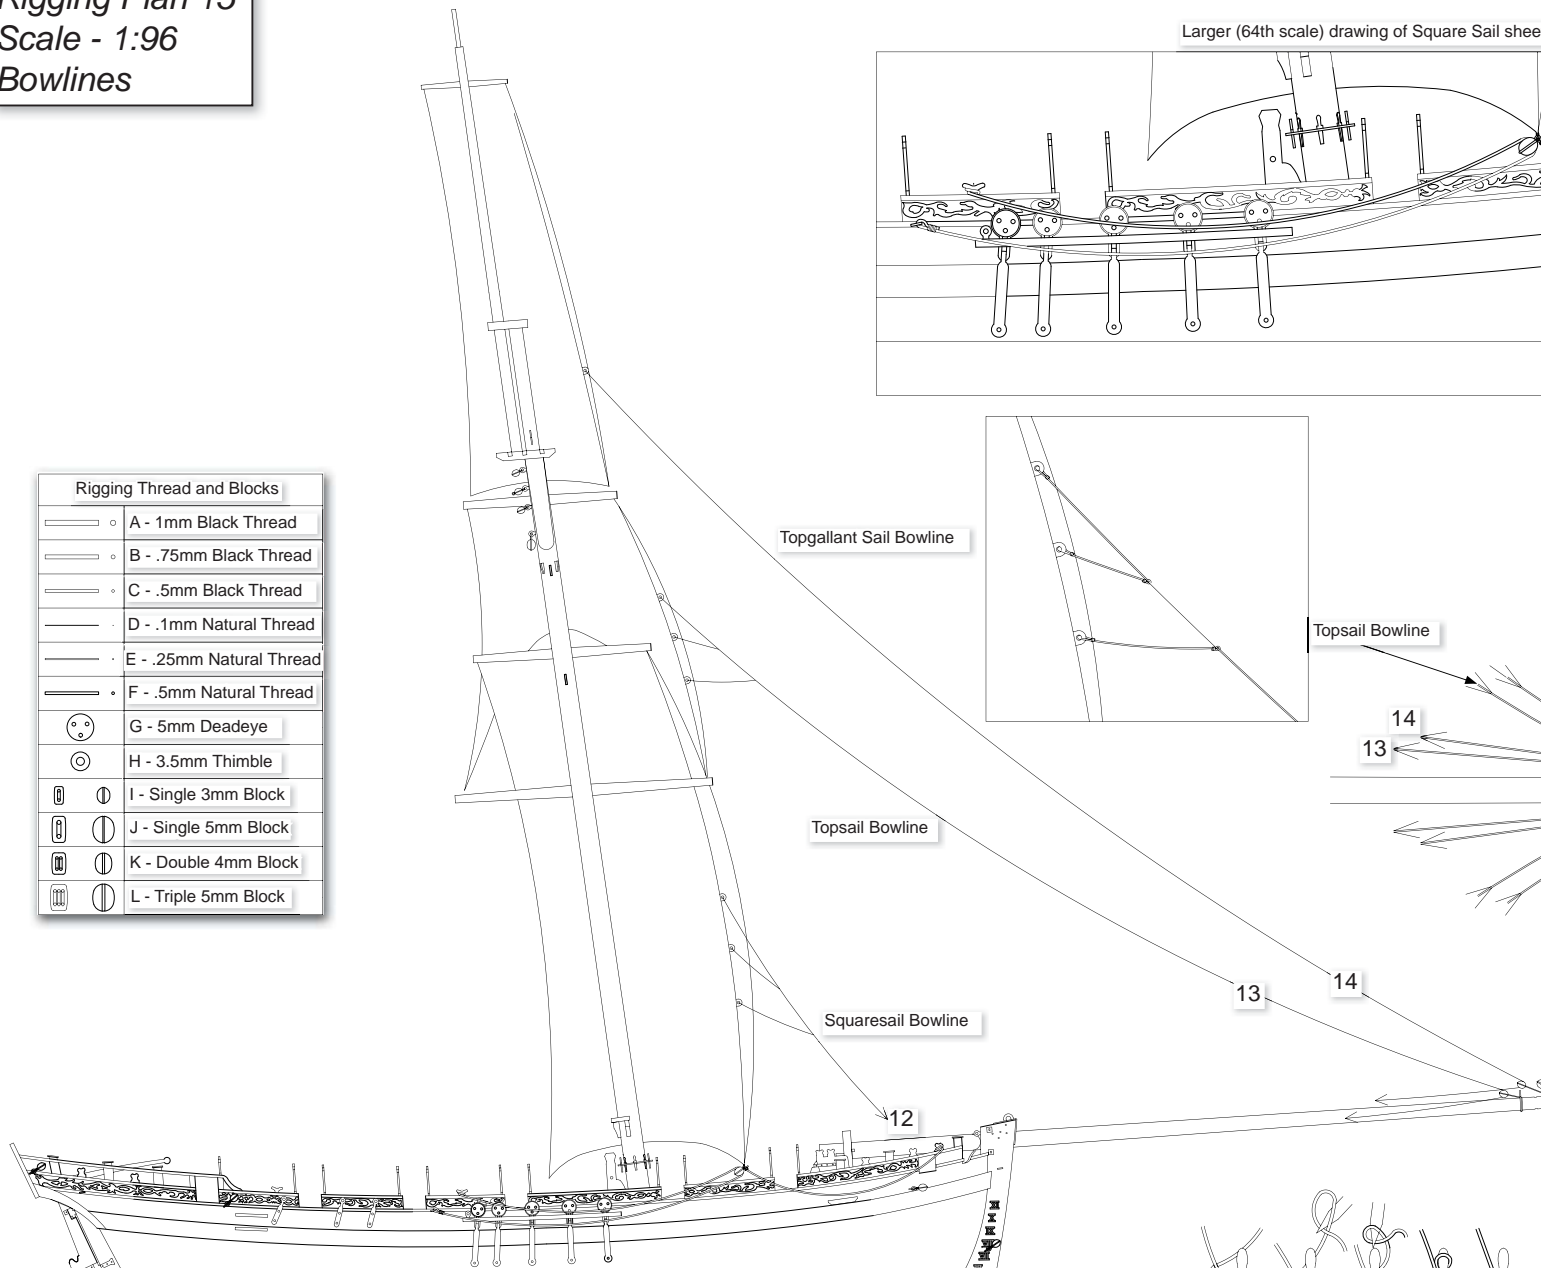 Rigging Plan 15
Scale - 1:96
Bowlines
Larger (64th scale) drawing of Square Sail
Rigging Thread and Blocks
A - 1mm Black Thread
B - .75mm Black Thread
C - .5mm Black Thread
D - .1mm Natural Thread
E - .25mm Natural Thread
F - .5mm Natural Thread
G - 5mm Deadeye
H - 3.5mm Thimble
I - Single 3mm Block
J - Single 5mm Block
K - Double 4mm Block
L - Triple 5mm Block
Topgallant Sail Bowline
Topsail Bowline
14
13
Topsail Bowline
14
13
Squaresail Bowline
12